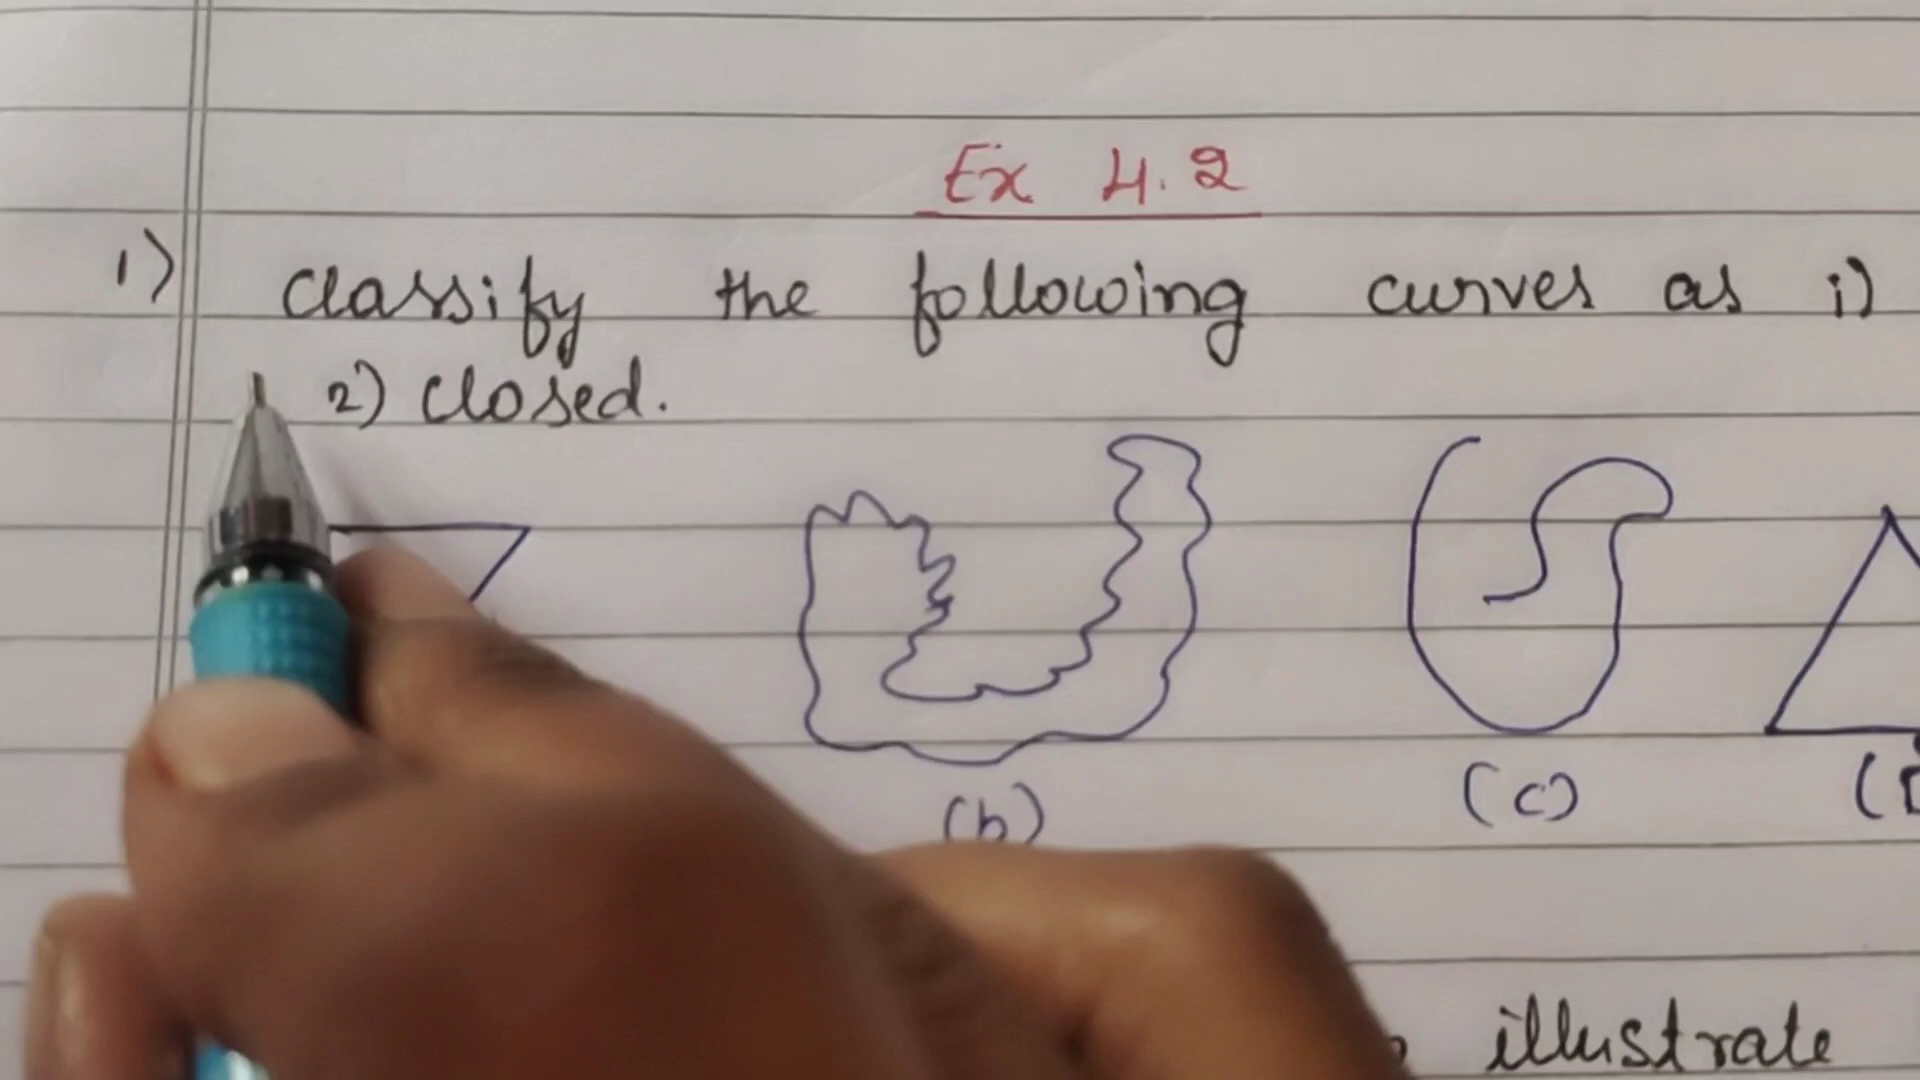 Ex 4.2
1) classify the following curves as i)
2) closed.
(b) (c)
illustrate